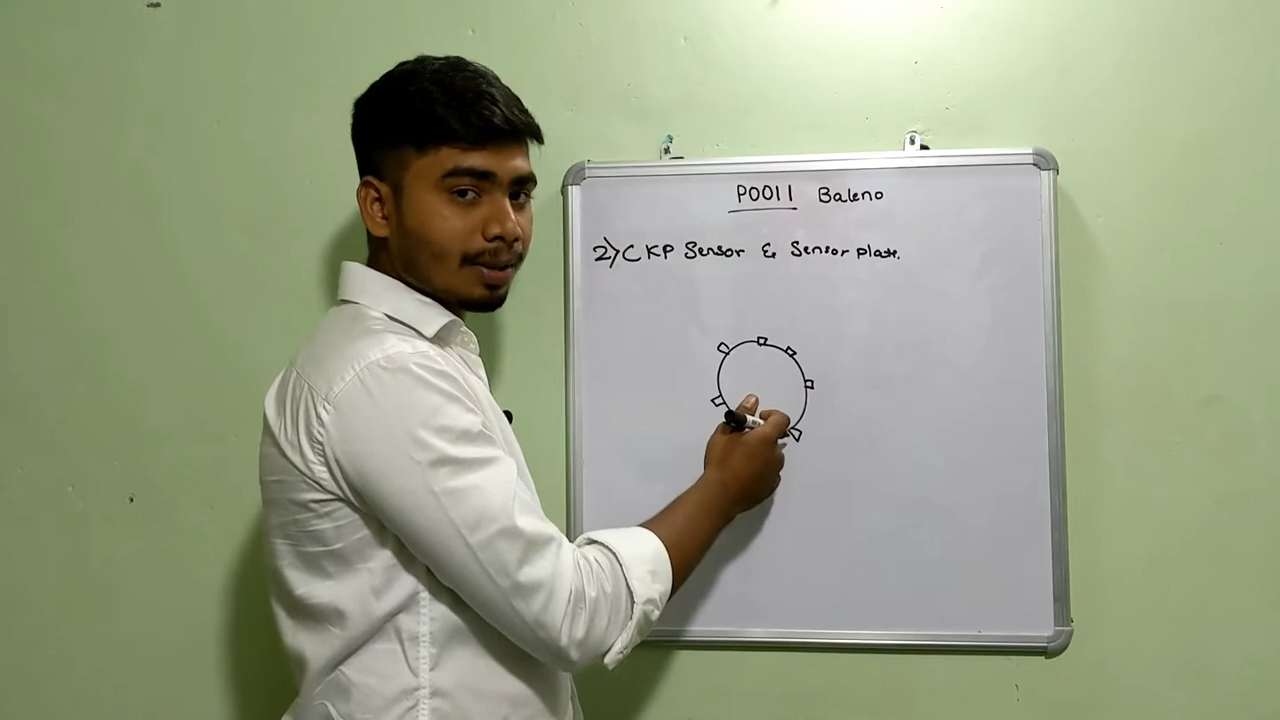 P0011 Baleno
2) CKP Sensor & Sensor plate.